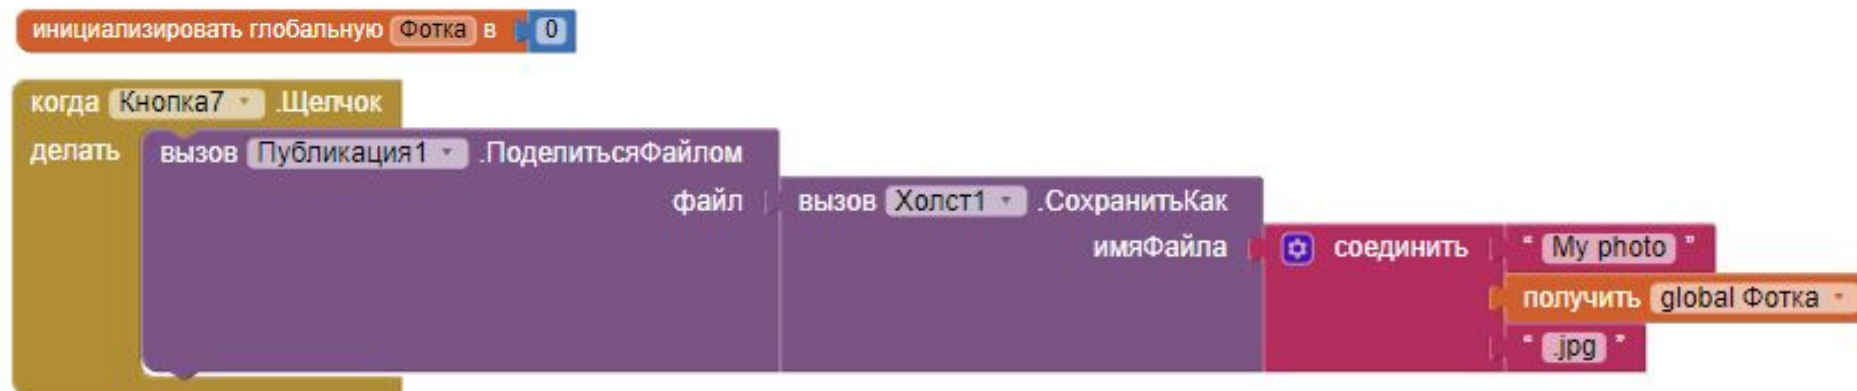 инициализировать глобальную Фотка в 0
когда Кнопка7 .Щелчок
делать вызов Публикация1 .ПоделитьсяФайлом
файл вызов Холст1 .СохранитьКак
имяФайла соединить " My photo "
получить global Фотка
" .jpg "